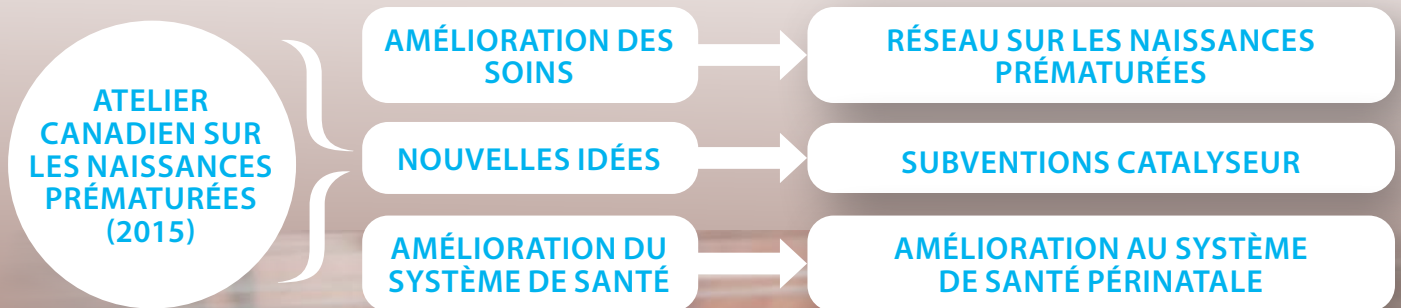 ATELIER
CANADIEN SUR
LES NAISSANCES
PRÉMATURÉES
(2015)
AMÉLIORATION DES
SOINS
RÉSEAU SUR LES NAISSANCES
PRÉMATURÉES
NOUVELLES IDÉES
SUBVENTIONS CATALYSEUR
AMÉLIORATION DU
SYSTÈME DE SANTÉ
AMÉLIORATION AU SYSTÈME
DE SANTÉ PÉRINATALE